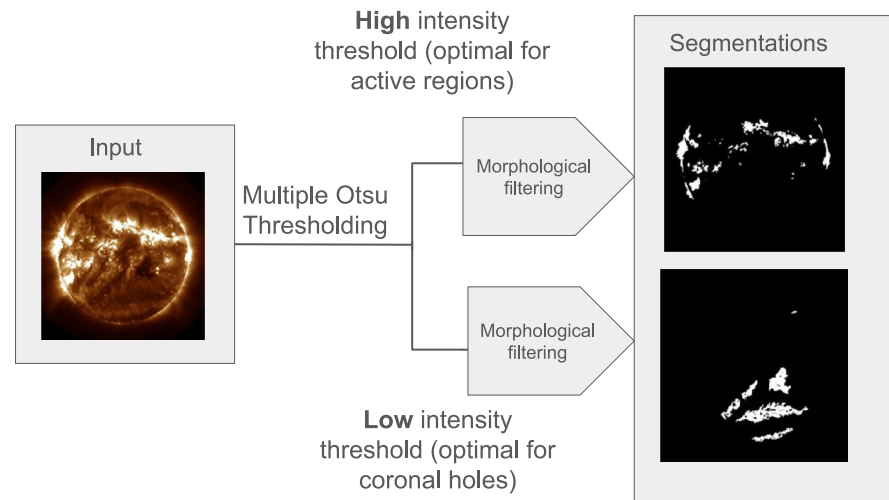 High intensity
threshold (optimal for
active regions)
Segmentations
Input
Multiple Otsu
Thresholding
Morphological
filtering
Morphological
filtering
Low intensity
threshold (optimal for
coronal holes)